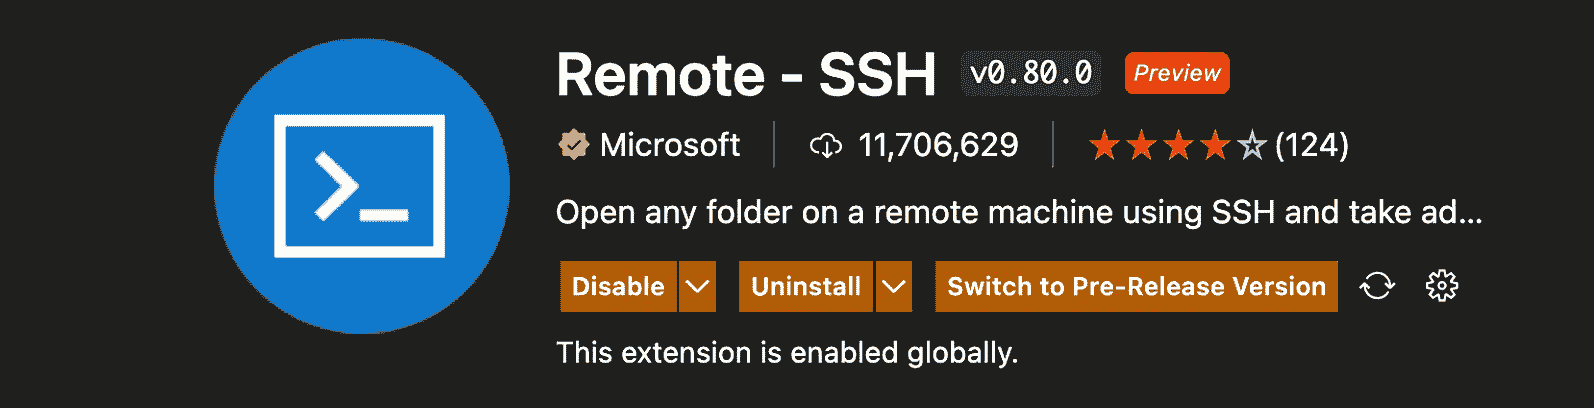 Remote - SSH v0.80.0 Preview
Microsoft 11,706,629 (124)
Open any folder on a remote machine using SSH and take ad...
Disable Uninstall Switch to Pre-Release Version
This extension is enabled globally.